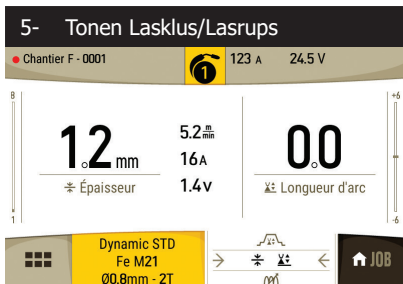 5- Tonen Lasklus/Lasrups
Chantier F - 0001 1 123 A 24.5 V
8 +6
1.2 mm 5.2 m/min 0.0
16A
Épaisseur 1.4V Longueur d'arc
1 -6
Dynamic STD
Fe M21 JOB
Ø0.8mm - 2T